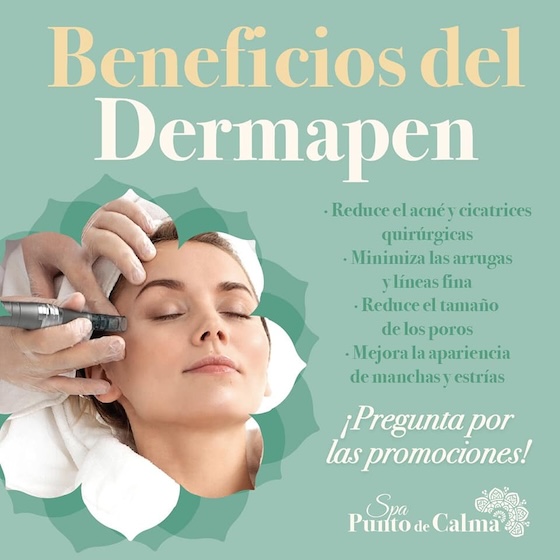 Beneficios del
Dermapen
· Reduce el acné y cicatrices
quirúrgicas
· Minimiza las arrugas
y líneas fina
· Reduce el tamaño
de los poros
· Mejora la apariencia
de manchas y estrías
¡Pregunta por
las promociones!
Spa
Punto de Calma